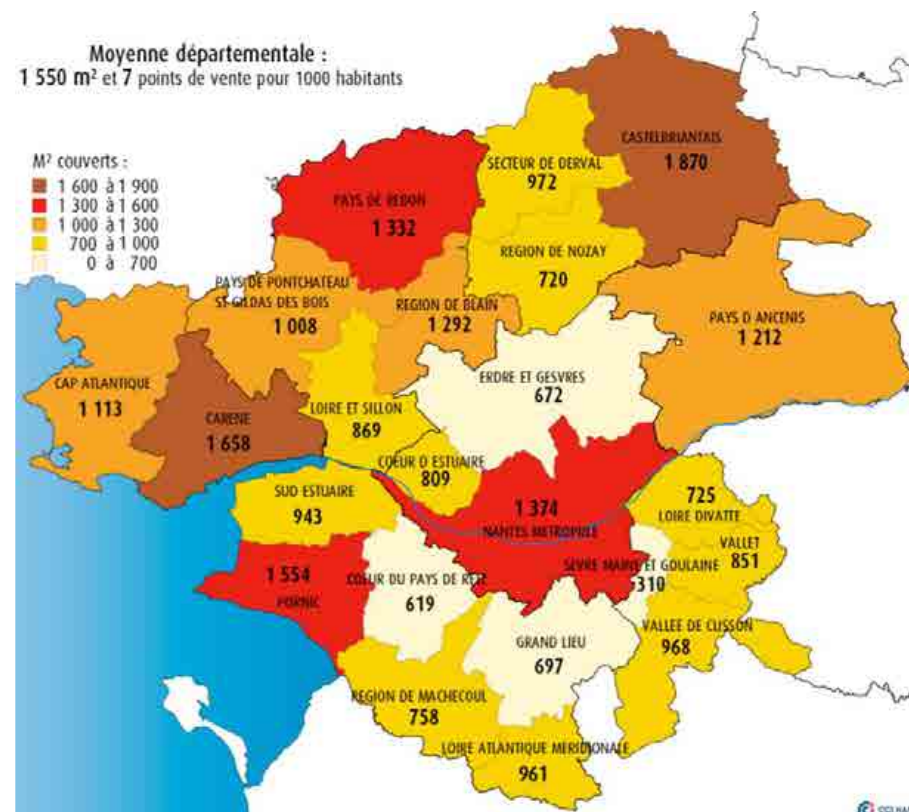 Moyenne départementale :
1 550 m² et 7 points de vente pour 1000 habitants
M² couverts :
1 600 à 1 900
1 300 à 1 600
1 000 à 1 300
700 à 1 000
0 à 700
CASTELBRIANTAIS
1 870
SECTEUR DE DERVAL
972
PAYS DE REDON
1 332
REGION DE NOZAY
720
PAYS DE PONTCHATEAU
ST GILDAS DES BOIS
1 008
REGION DE BLAIN
1 292
PAYS D ANCENIS
1 212
ERDRE ET GESVRES
672
CAP ATLANTIQUE
1 113
CARENE
1 658
LOIRE ET SILLON
869
COEUR D ESTUAIRE
809
SUD ESTUAIRE
943
1 374
NANTES METROPOLE
725
LOIRE DIVATTE
VALLET
851
SEVRE MAINE ET GOULAINE
310
1 554
PORNIC
COEUR DU PAYS DE RETZ
619
GRAND LIEU
697
VALLEE DE CLISSON
968
REGION DE MACHECOUL
758
LOIRE ATLANTIQUE MERIDIONALE
961